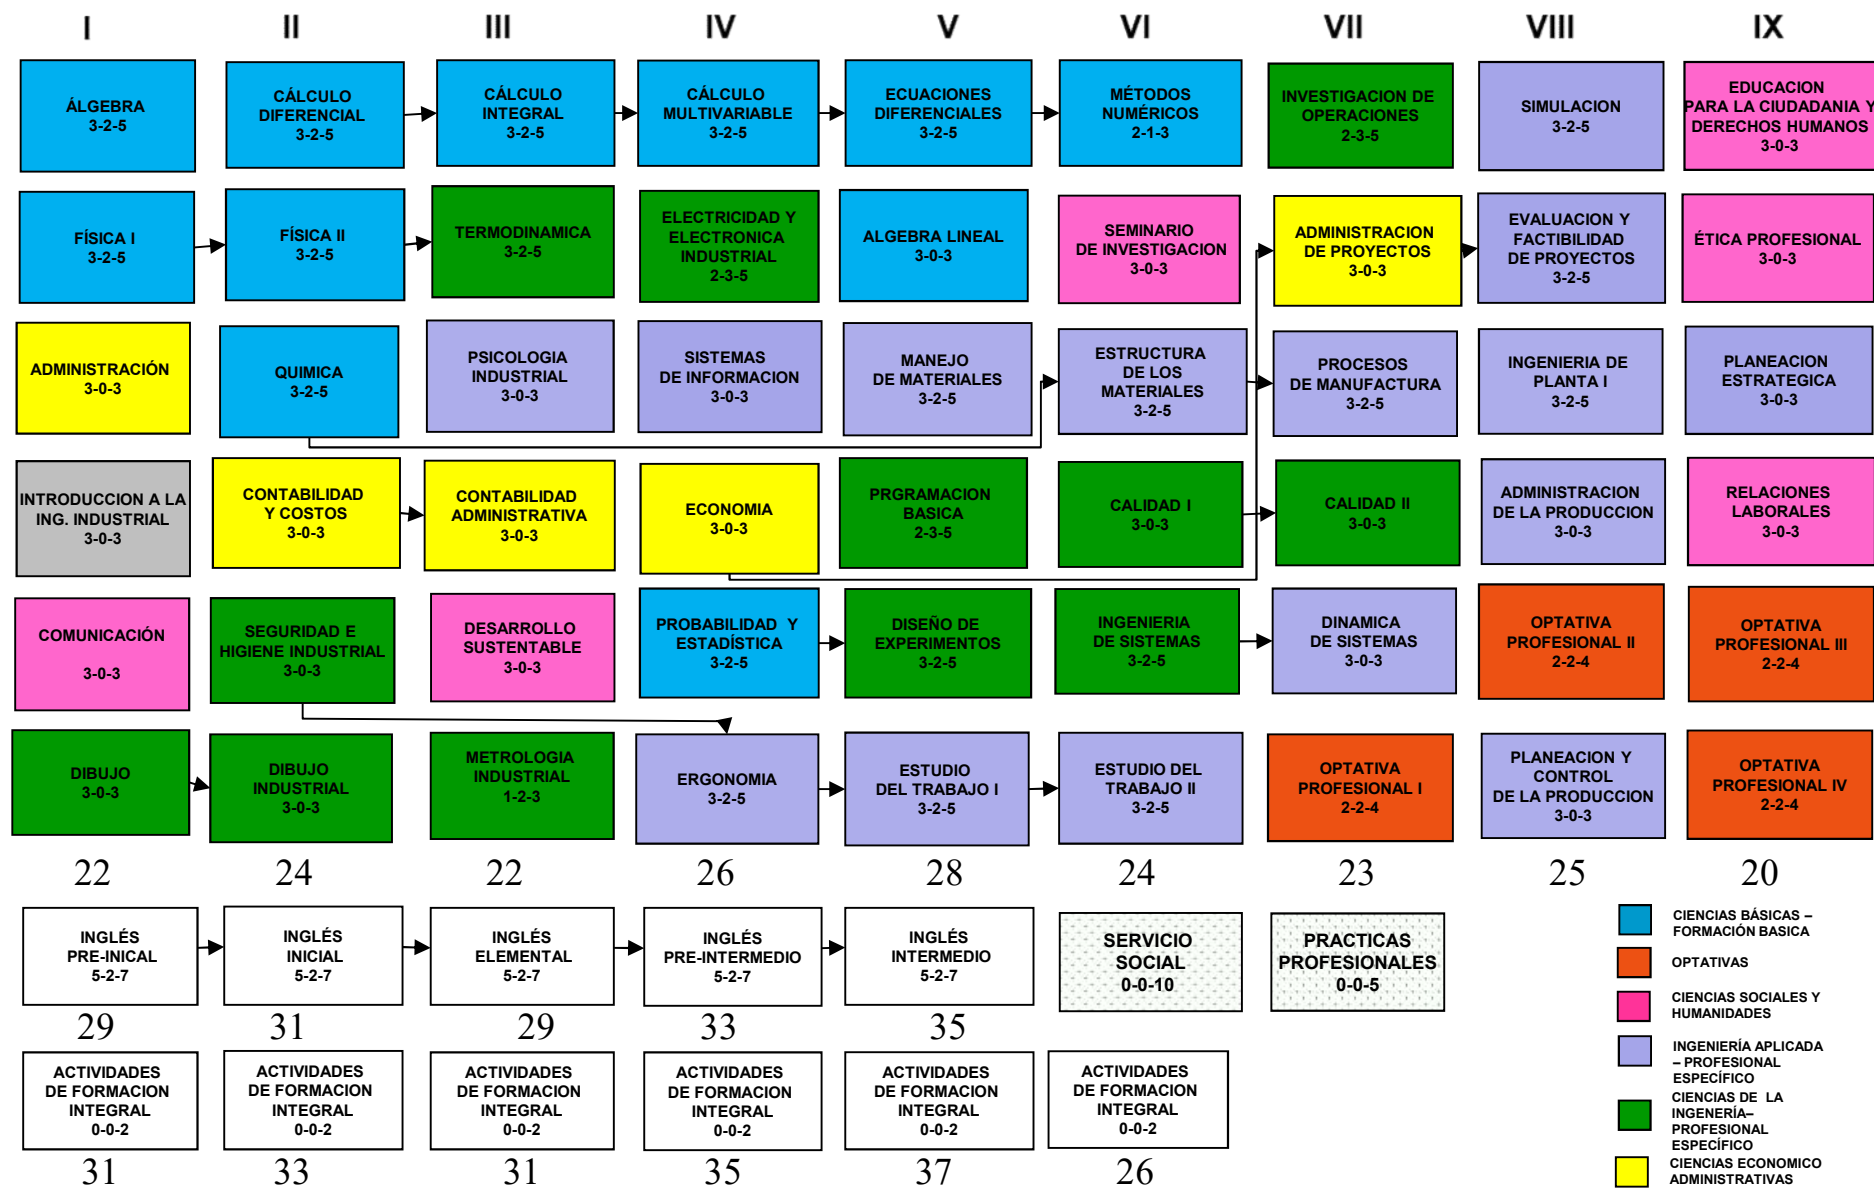 I II III IV V VI VII VIII IX
ÁLGEBRA
3-2-5
CÁLCULO
DIFERENCIAL
3-2-5
CÁLCULO
INTEGRAL
3-2-5
CÁLCULO
MULTIVARIABLE
3-2-5
ECUACIONES
DIFERENCIALES
3-2-5
MÉTODOS
NUMÉRICOS
2-1-3
INVESTIGACION DE
OPERACIONES
2-3-5
SIMULACION
3-2-5
EDUCACION
PARA LA CIUDADANIA Y
DERECHOS HUMANOS
3-0-3
FÍSICA I
3-2-5
FÍSICA II
3-2-5
TERMODINAMICA
3-2-5
ELECTRICIDAD Y
ELECTRONICA
INDUSTRIAL
2-3-5
ALGEBRA LINEAL
3-0-3
SEMINARIO
DE INVESTIGACION
3-0-3
ADMINISTRACION
DE PROYECTOS
3-0-3
EVALUACION Y
FACTIBILIDAD
DE PROYECTOS
3-2-5
ÉTICA PROFESIONAL
3-0-3
ADMINISTRACIÓN
3-0-3
QUIMICA
3-2-5
PSICOLOGIA
INDUSTRIAL
3-0-3
SISTEMAS
DE INFORMACION
3-0-3
MANEJO
DE MATERIALES
3-2-5
ESTRUCTURA
DE LOS
MATERIALES
3-2-5
PROCESOS
DE MANUFACTURA
3-2-5
INGENIERIA DE
PLANTA I
3-2-5
PLANEACION
ESTRATEGICA
3-0-3
INTRODUCCION A LA
ING. INDUSTRIAL
3-0-3
CONTABILIDAD
Y COSTOS
3-0-3
CONTABILIDAD
ADMINISTRATIVA
3-0-3
ECONOMIA
3-0-3
PRGRAMACION
BASICA
2-3-5
CALIDAD I
3-0-3
CALIDAD II
3-0-3
ADMINISTRACION
DE LA PRODUCCION
3-0-3
RELACIONES
LABORALES
3-0-3
COMUNICACIÓN
3-0-3
SEGURIDAD E
HIGIENE INDUSTRIAL
3-0-3
DESARROLLO
SUSTENTABLE
3-0-3
PROBABILIDAD Y
ESTADÍSTICA
3-2-5
DISEÑO DE
EXPERIMENTOS
3-2-5
INGENIERIA
DE SISTEMAS
3-2-5
DINAMICA
DE SISTEMAS
3-0-3
OPTATIVA
PROFESIONAL II
2-2-4
OPTATIVA
PROFESIONAL III
2-2-4
DIBUJO
3-0-3
DIBUJO
INDUSTRIAL
3-0-3
METROLOGIA
INDUSTRIAL
1-2-3
ERGONOMIA
3-2-5
ESTUDIO
DEL TRABAJO I
3-2-5
ESTUDIO DEL
TRABAJO II
3-2-5
OPTATIVA
PROFESIONAL I
2-2-4
PLANEACION Y
CONTROL
DE LA PRODUCCION
3-0-3
OPTATIVA
PROFESIONAL IV
2-2-4
22 24 22 26 28 24 23 25 20
INGLÉS
PRE-INICAL
5-2-7
INGLÉS
INICIAL
5-2-7
INGLÉS
ELEMENTAL
5-2-7
INGLÉS
PRE-INTERMEDIO
5-2-7
INGLÉS
INTERMEDIO
5-2-7
SERVICIO
SOCIAL
0-0-10
PRACTICAS
PROFESIONALES
0-0-5
29 31 29 33 35
ACTIVIDADES
DE FORMACION
INTEGRAL
0-0-2
ACTIVIDADES
DE FORMACION
INTEGRAL
0-0-2
ACTIVIDADES
DE FORMACION
INTEGRAL
0-0-2
ACTIVIDADES
DE FORMACION
INTEGRAL
0-0-2
ACTIVIDADES
DE FORMACION
INTEGRAL
0-0-2
ACTIVIDADES
DE FORMACION
INTEGRAL
0-0-2
31 33 31 35 37 26
CIENCIAS BÁSICAS –
FORMACIÓN BASICA
OPTATIVAS
CIENCIAS SOCIALES Y
HUMANIDADES
INGENIERÍA APLICADA
– PROFESIONAL
ESPECÍFICO
CIENCIAS DE LA
INGENERÍA–
PROFESIONAL
ESPECÍFICO
CIENCIAS ECONOMICO
ADMINISTRATIVAS